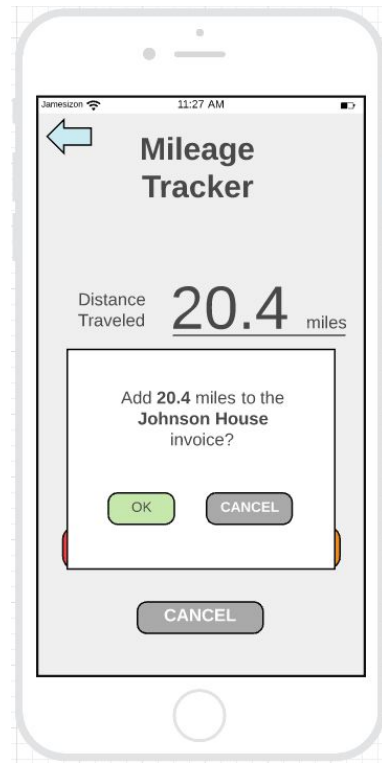 Jamesizon 11:27 AM
Mileage
Tracker
Distance
Traveled 20.4 miles
Add 20.4 miles to the
Johnson House
invoice?
OK CANCEL
CANCEL